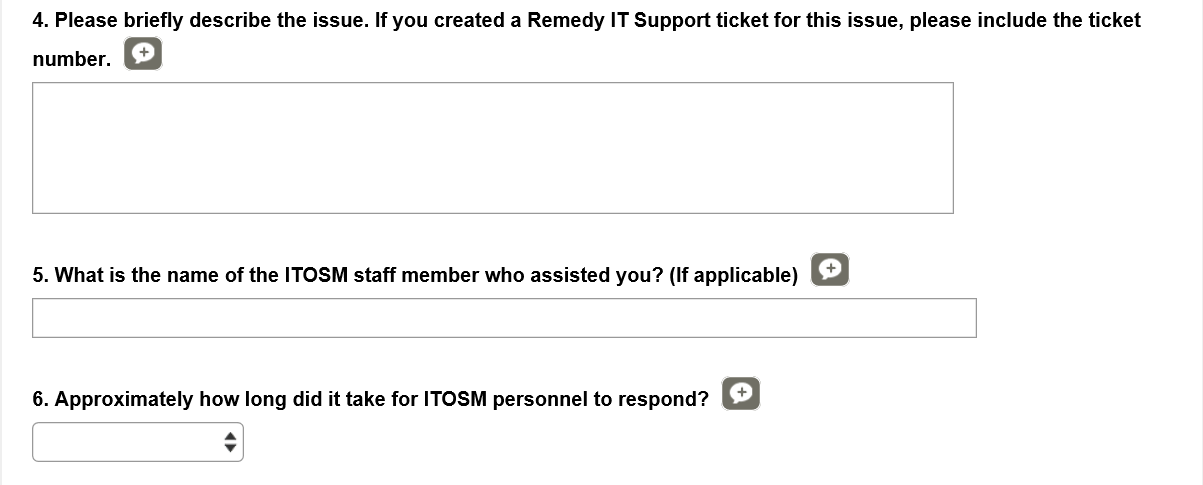 4. Please briefly describe the issue. If you created a Remedy IT Support ticket for this issue, please include the ticket
number.
5. What is the name of the ITOSM staff member who assisted you? (If applicable)
6. Approximately how long did it take for ITOSM personnel to respond?